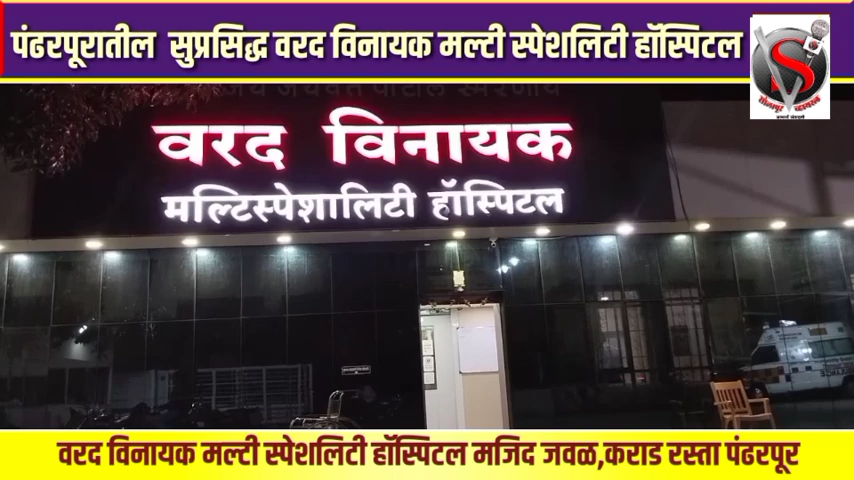 पंढरपूरातील सुप्रसिद्ध वरद विनायक मल्टी स्पेशलिटी हॉस्पिटल
सोलापूर व्हायरल
वरद विनायक
मल्टिस्पेशालिटी हॉस्पिटल
वरद विनायक मल्टी स्पेशलिटी हॉस्पिटल मजिद जवळ,कराड रस्ता पंढरपूर